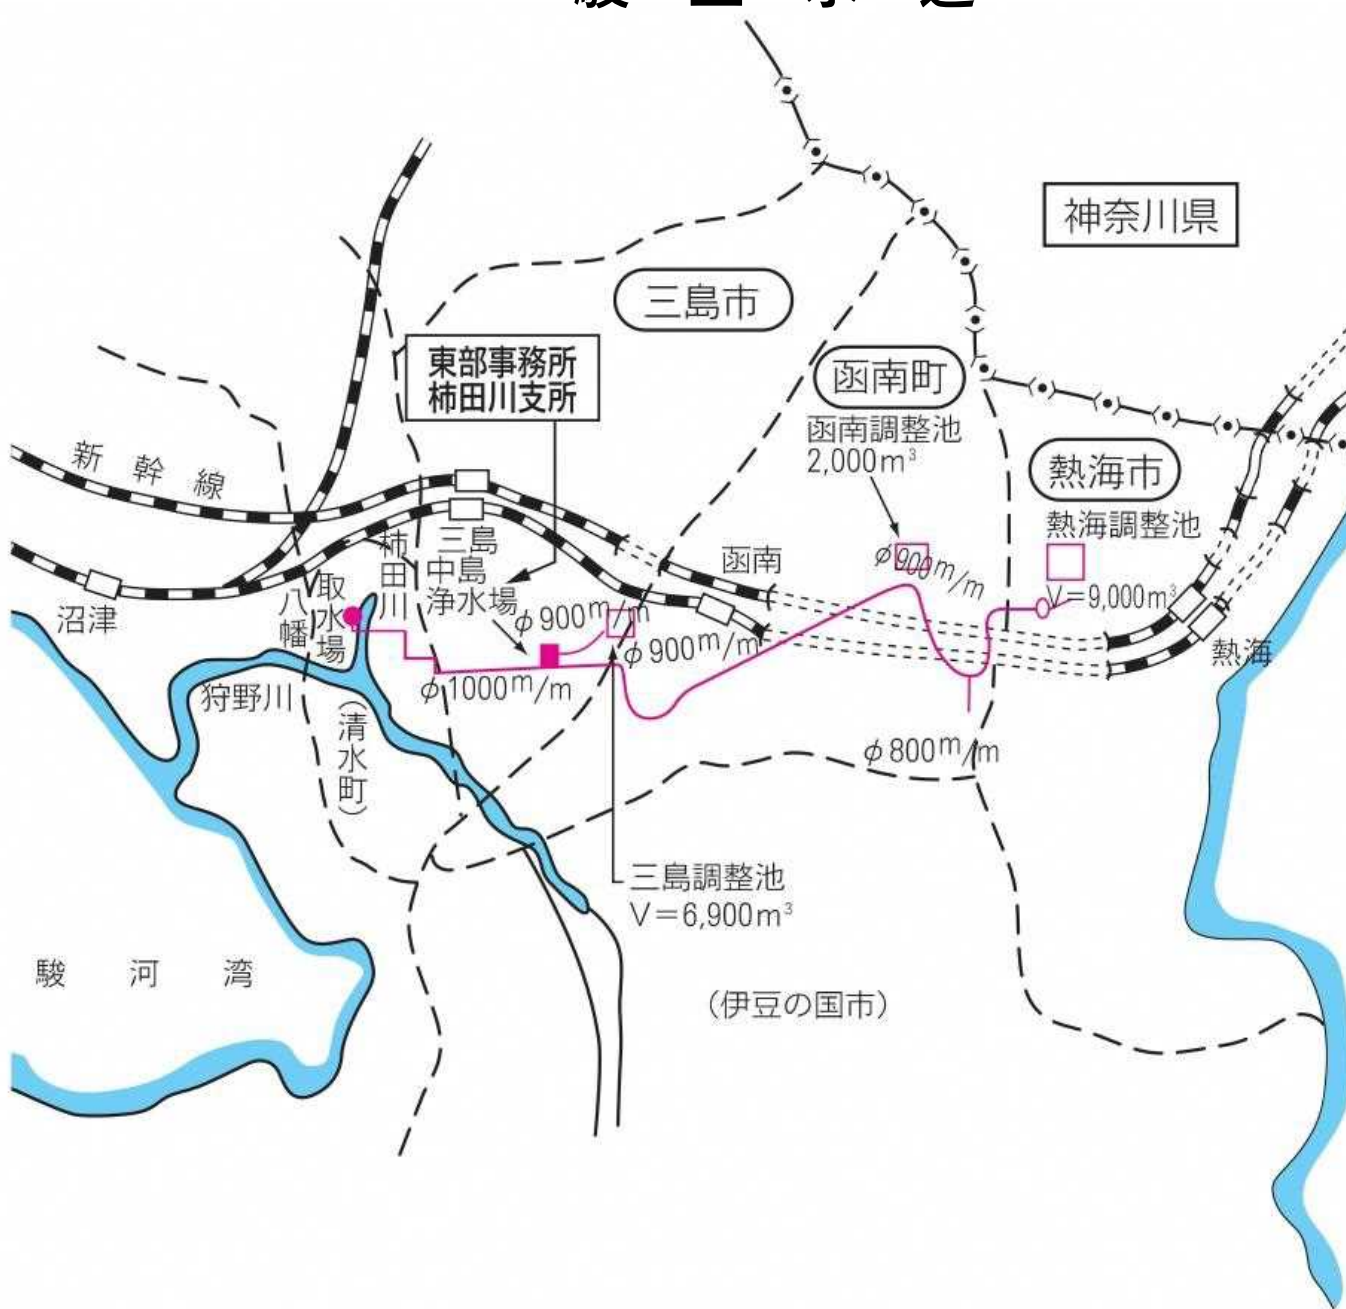 神奈川県
三島市
東部事務所
柿田川支所
函南町
函南調整池
2,000m³
熱海市
熱海調整池
V=9,000m³
新幹線
三島
函南
柿田川
中島
浄水場
取水場
八幡
沼津
φ900m/m
φ900m/m
φ900m/m
熱海
狩野川
φ1000m/m
(清水町)
φ800m/m
三島調整池
V=6,900m³
駿河湾
(伊豆の国市)